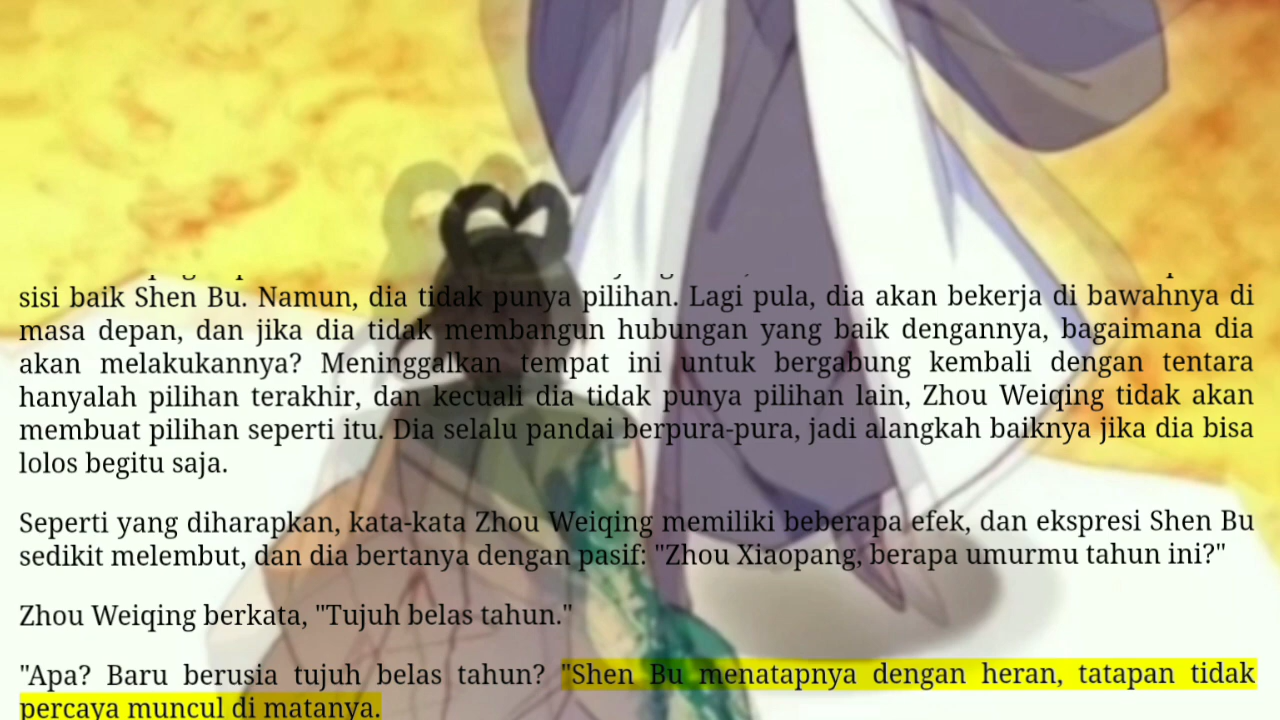 sisi baik Shen Bu. Namun, dia tidak punya pilihan. Lagi pula, dia akan bekerja di bawahnya di
masa depan, dan jika dia tidak membangun hubungan yang baik dengannya, bagaimana dia
akan melakukannya? Meninggalkan tempat ini untuk bergabung kembali dengan tentara
hanyalah pilihan terakhir, dan kecuali dia tidak punya pilihan lain, Zhou Weiqing tidak akan
membuat pilihan seperti itu. Dia selalu pandai berpura-pura, jadi alangkah baiknya jika dia bisa
lolos begitu saja.
Seperti yang diharapkan, kata-kata Zhou Weiqing memiliki beberapa efek, dan ekspresi Shen Bu
sedikit melembut, dan dia bertanya dengan pasif: "Zhou Xiaopang, berapa umurmu tahun ini?"
Zhou Weiqing berkata, "Tujuh belas tahun."
"Apa? Baru berusia tujuh belas tahun? "Shen Bu menatapnya dengan heran, tatapan tidak
percaya muncul di matanya.